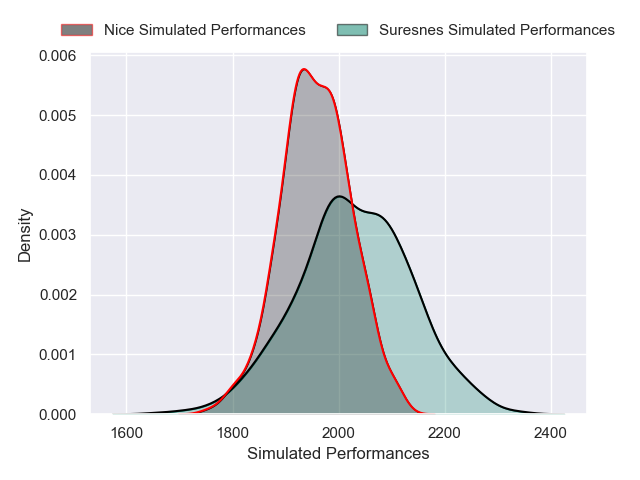 Nice Simulated Performances Suresnes Simulated Performances
0.006
0.005
0.004
0.003
0.002
0.001
0.000
Density
1600 1800 2000 2200 2400
Simulated Performances